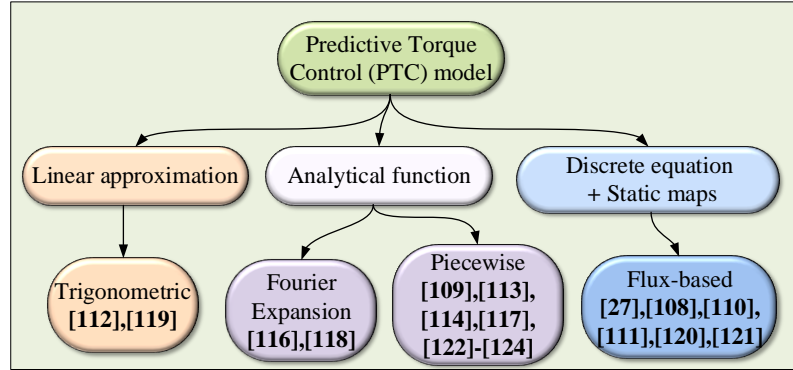 Predictive Torque
Control (PTC) model
Linear approximation
Analytical function
Discrete equation
+ Static maps
Trigonometric
[112],[119]
Fourier
Expansion
[116],[118]
Piecewise
[109],[113],
[114],[117],
[122]-[124]
Flux-based
[27],[108],[110],
[111],[120],[121]